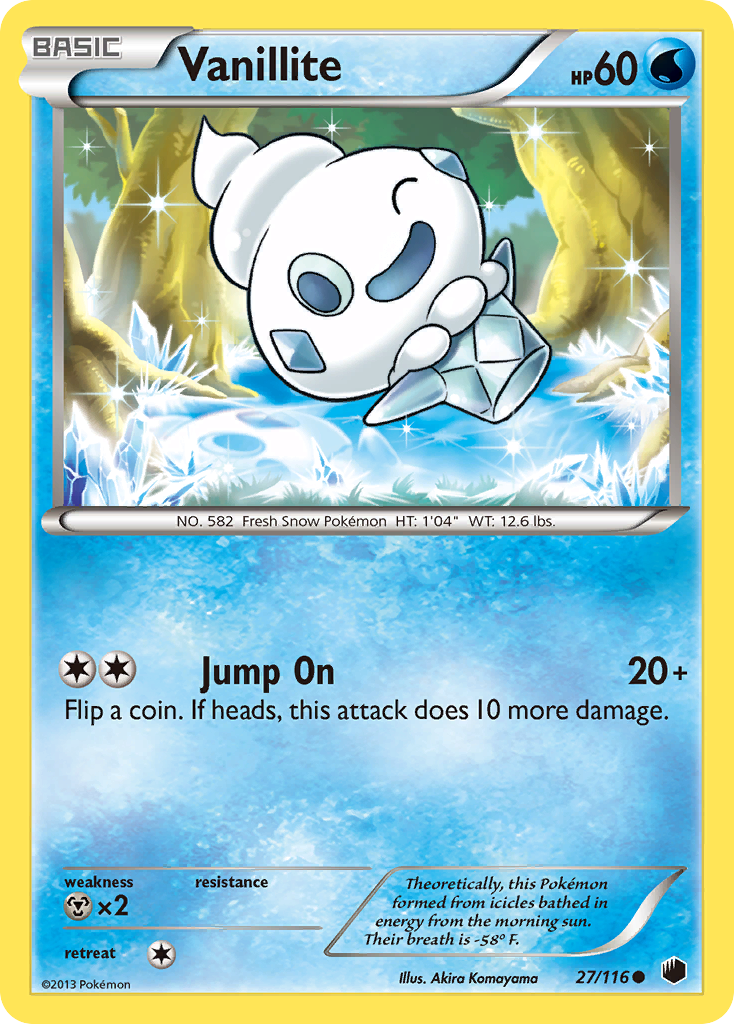 BASIC Vanillite HP60
NO. 582 Fresh Snow Pokémon HT: 1'04" WT: 12.6 lbs.
Jump On 20+
Flip a coin. If heads, this attack does 10 more damage.
weakness resistance
×2
retreat
Theoretically, this Pokémon
formed from icicles bathed in
energy from the morning sun.
Their breath is -58º F.
©2013 Pokémon Illus. Akira Komayama 27/116